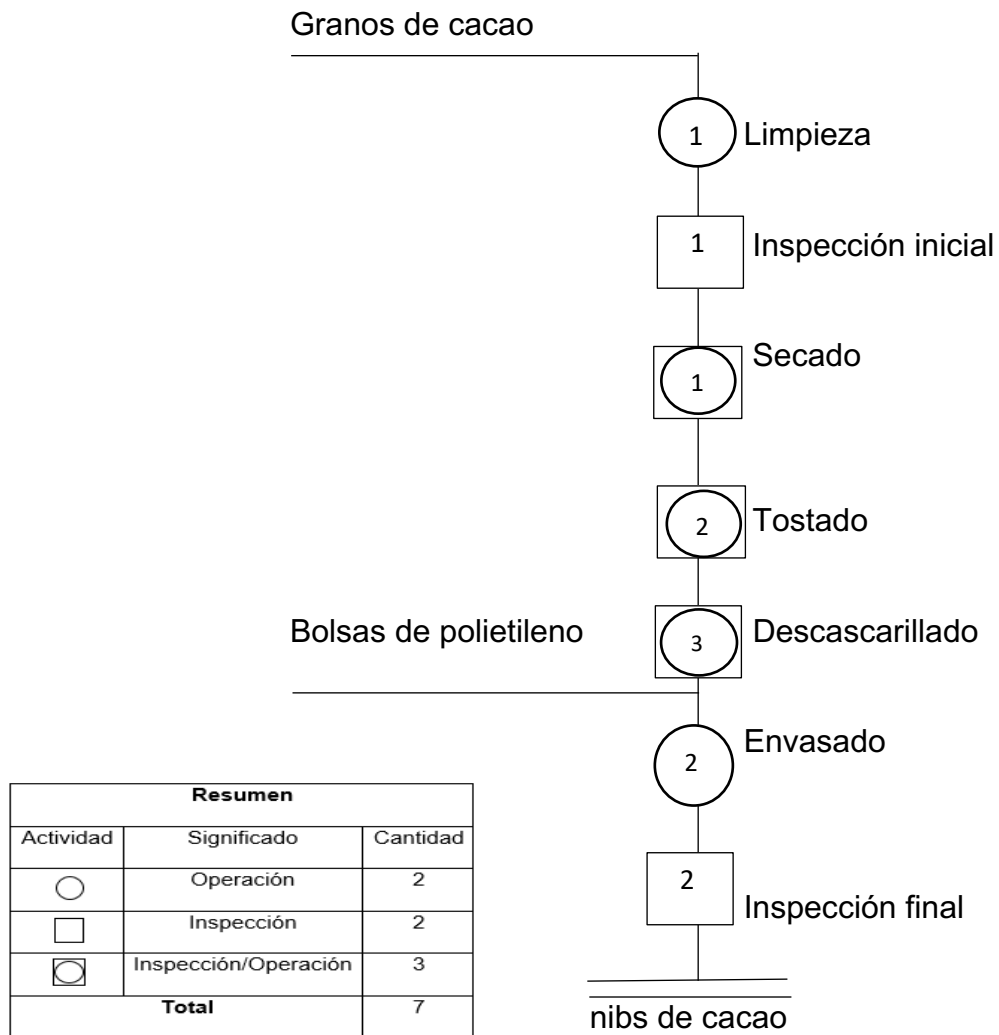 Granos de cacao
1 Limpieza
1 Inspección inicial
Secado
1
2 Tostado
Bolsas de polietileno
3 Descascarillado
Envasado
2
2
Inspección final
nibs de cacao
Resumen
Actividad Significado Cantidad
Operación 2
Inspección 2
Inspección/Operación 3
Total 7